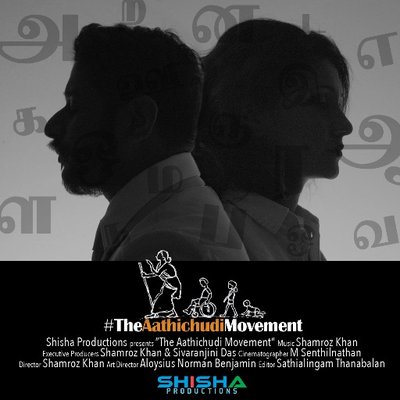 அ
க
ள
வ
#TheAathichudiMovement
Shisha Productions presents "The Aathichudi Movement" Music Shamroz Khan
Executive Producers Shamroz Khan & Sivaranjini Das Cinematographer M Senthilnathan
Director Shamroz Khan Art Director Aloysius Norman Benjamin Editor Sathialingam Thanabalan
SHISHA
PRODUCTIONS